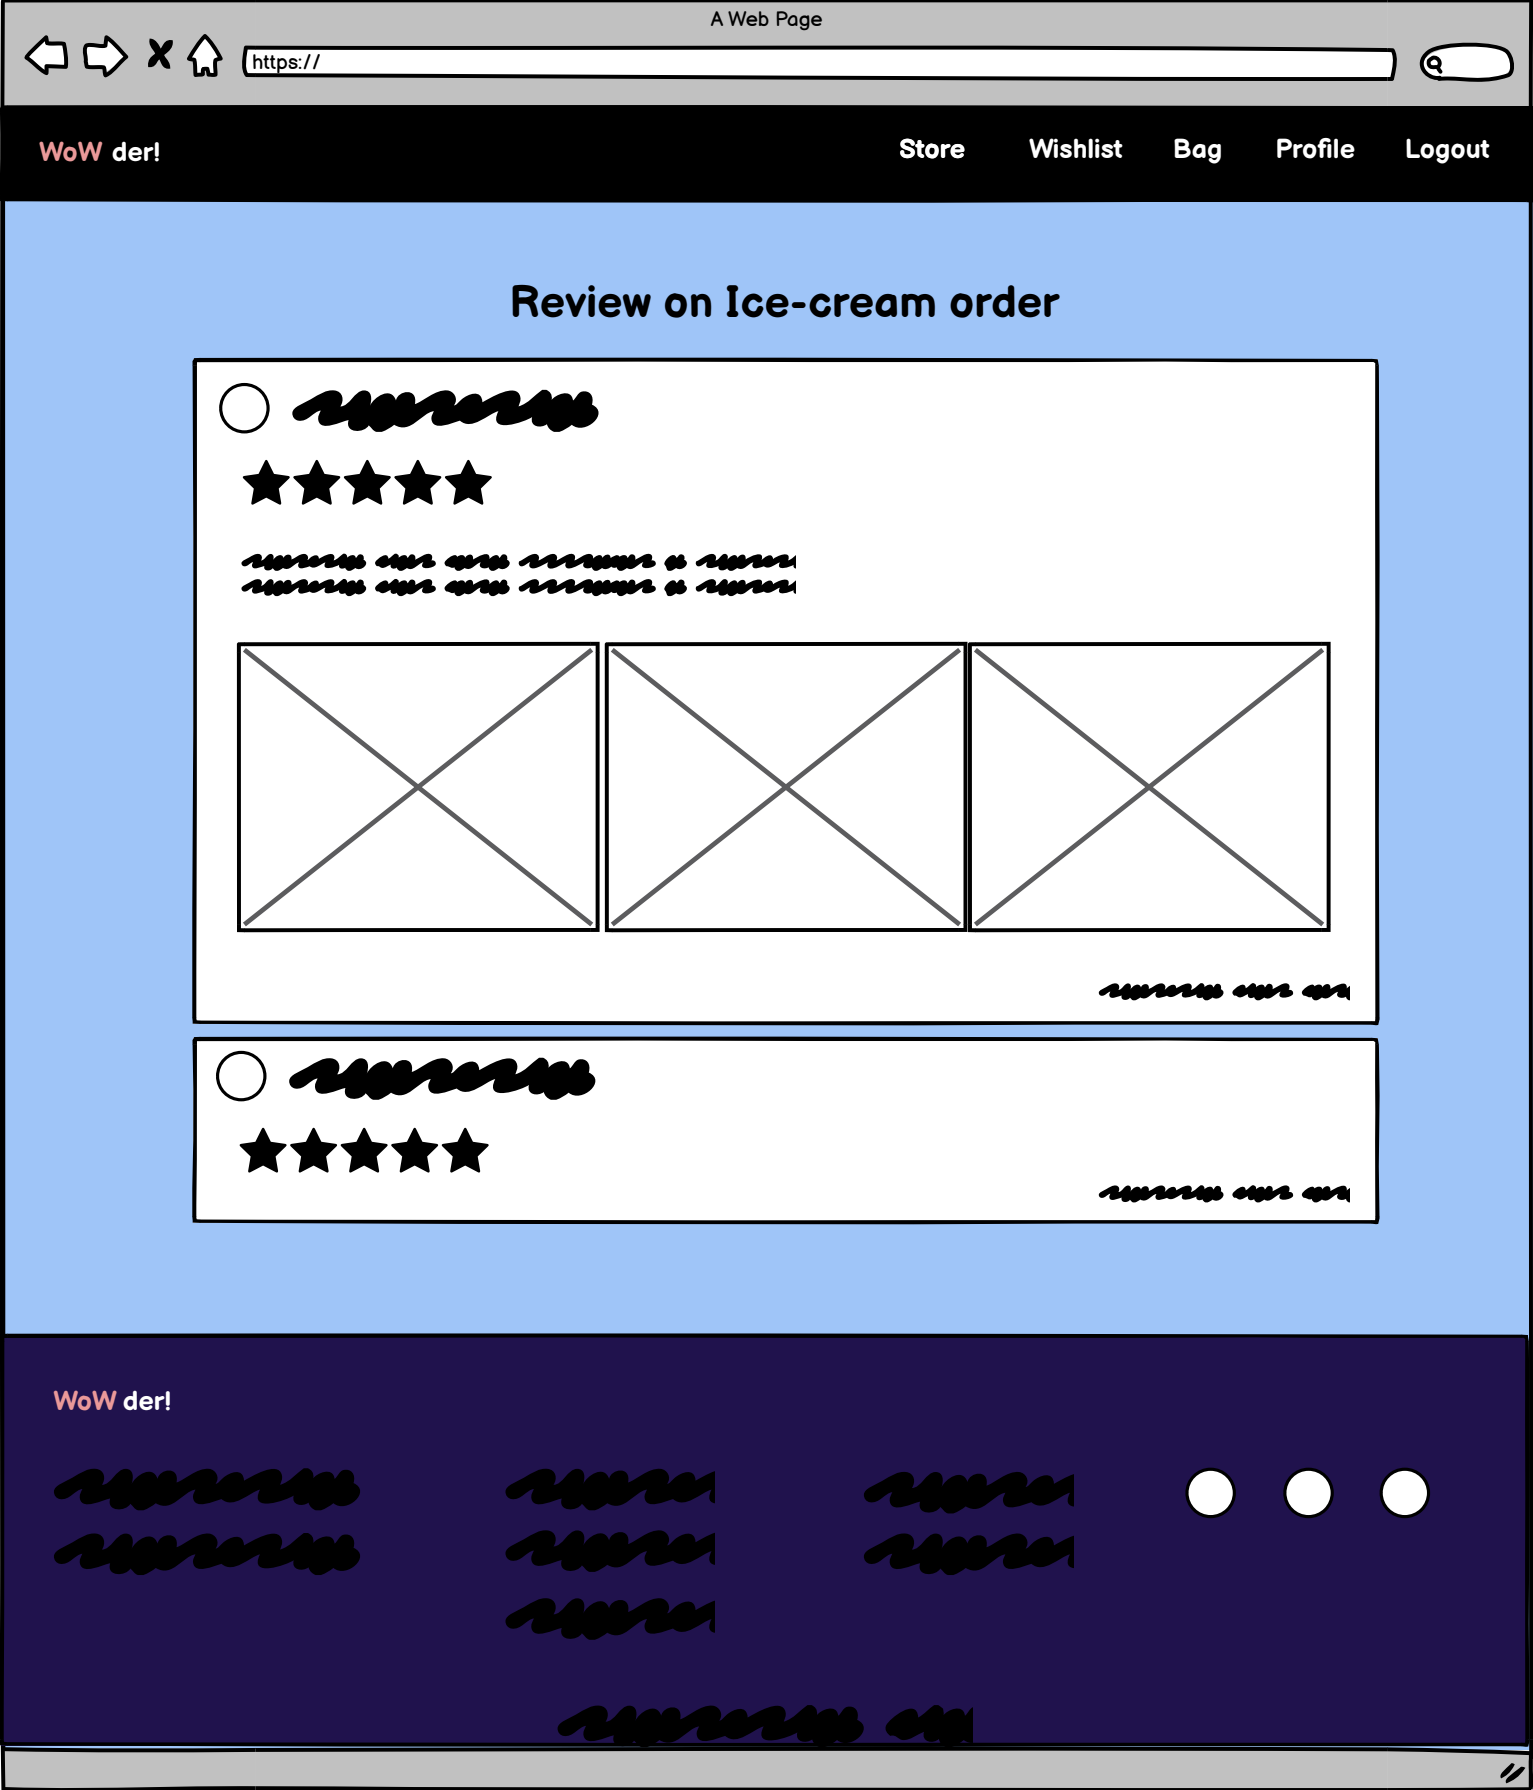 A Web Page
https://
WoW der!
Store Wishlist Bag Profile Logout
Review on Ice-cream order
WoW der!